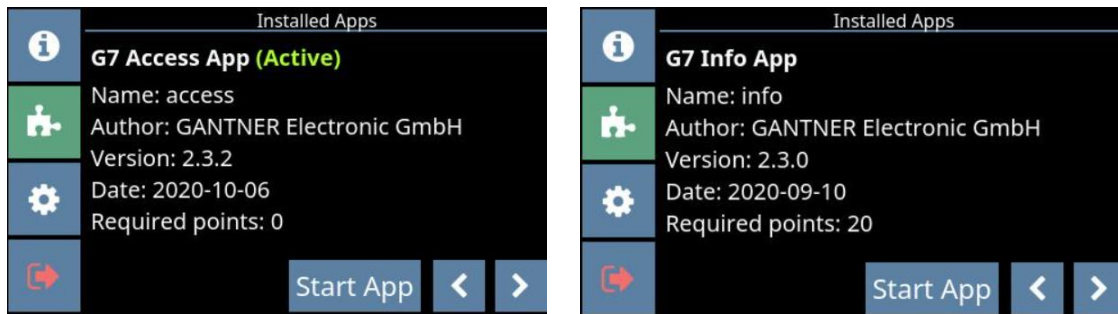 Installed Apps
G7 Access App (Active)
Name: access
Author: GANTNER Electronic GmbH
Version: 2.3.2
Date: 2020-10-06
Required points: 0
Start App
Installed Apps
G7 Info App
Name: info
Author: GANTNER Electronic GmbH
Version: 2.3.0
Date: 2020-09-10
Required points: 20
Start App